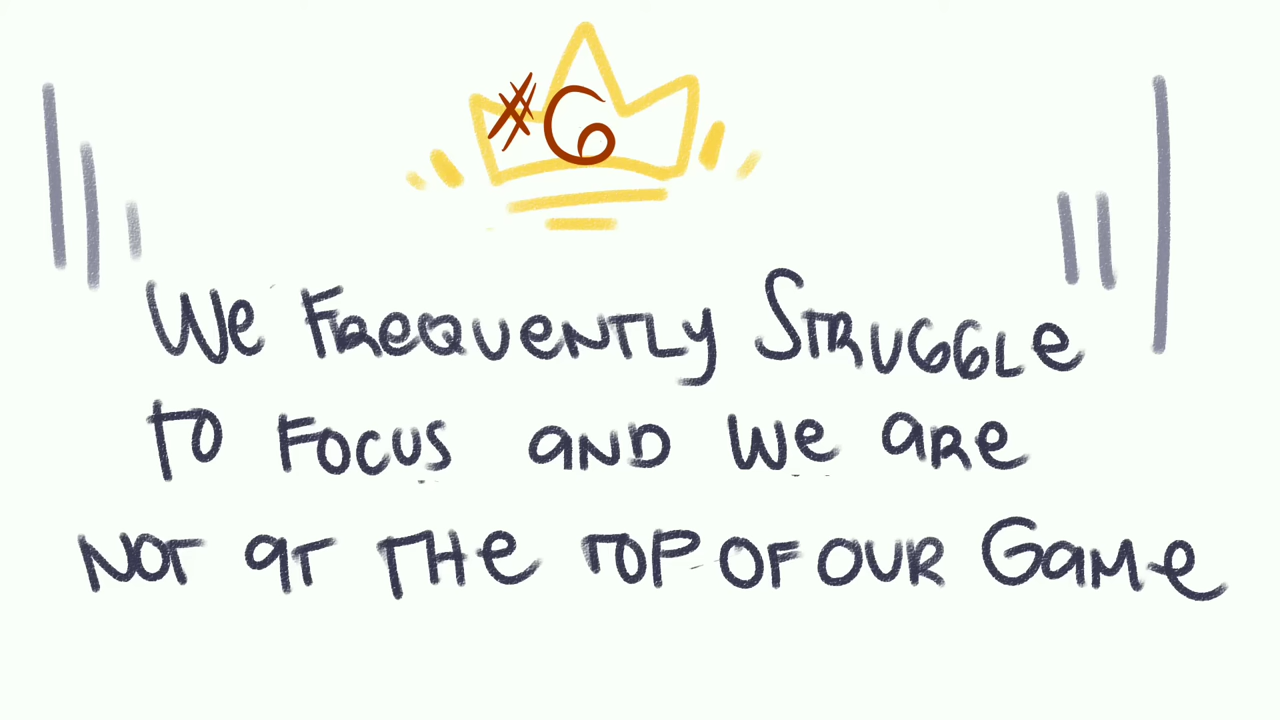 #6
We Frequently Struggle
to Focus and we are
not at the top of our Game